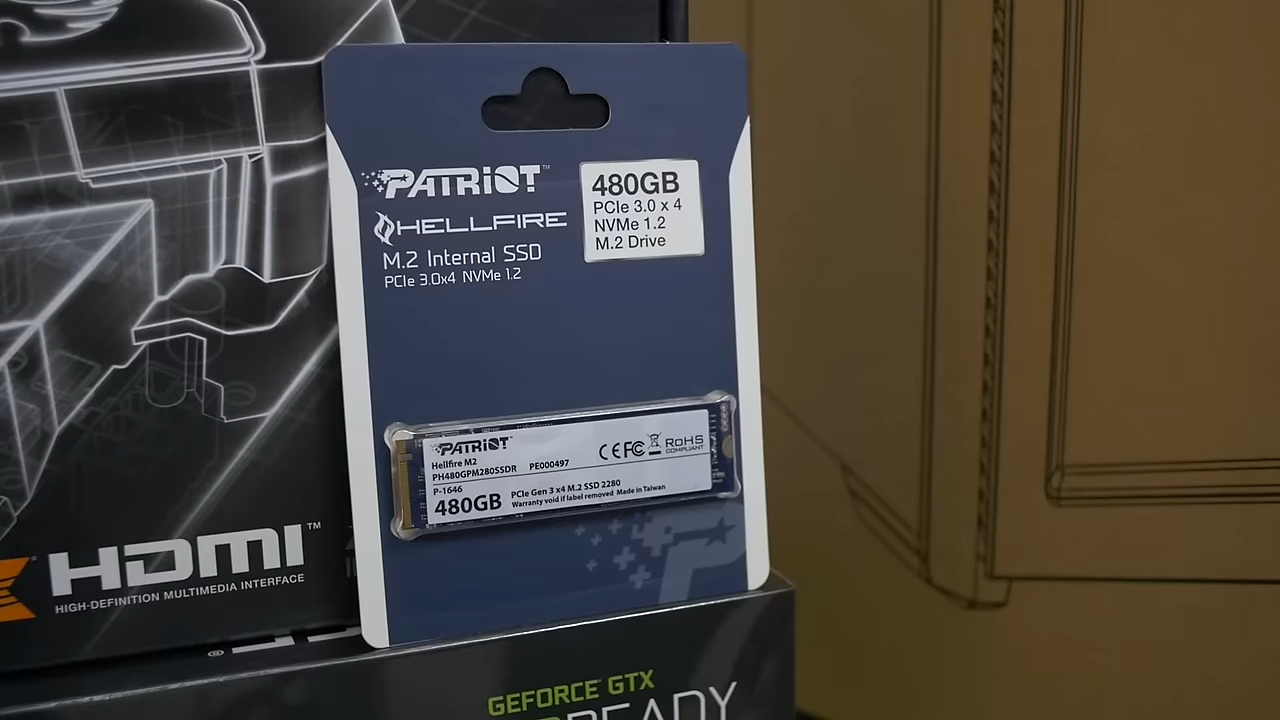 PATRIOT™
HELLFIRE
M.2 Internal SSD
PCIe 3.0x4 NVMe 1.2
480GB
PCIe 3.0 x 4
NVMe 1.2
M.2 Drive
PATRIOT
Hellfire M2
PH480GPM280SSDR PE000497
P-1646
480GB
PCIe Gen 3 x4 M.2 SSD 2280
Warranty void if label removed Made in Taiwan
CE FC
RoHS
COMPLIANT
HDMI™
HIGH-DEFINITION MULTIMEDIA INTERFACE
GEFORCE GTX
READY